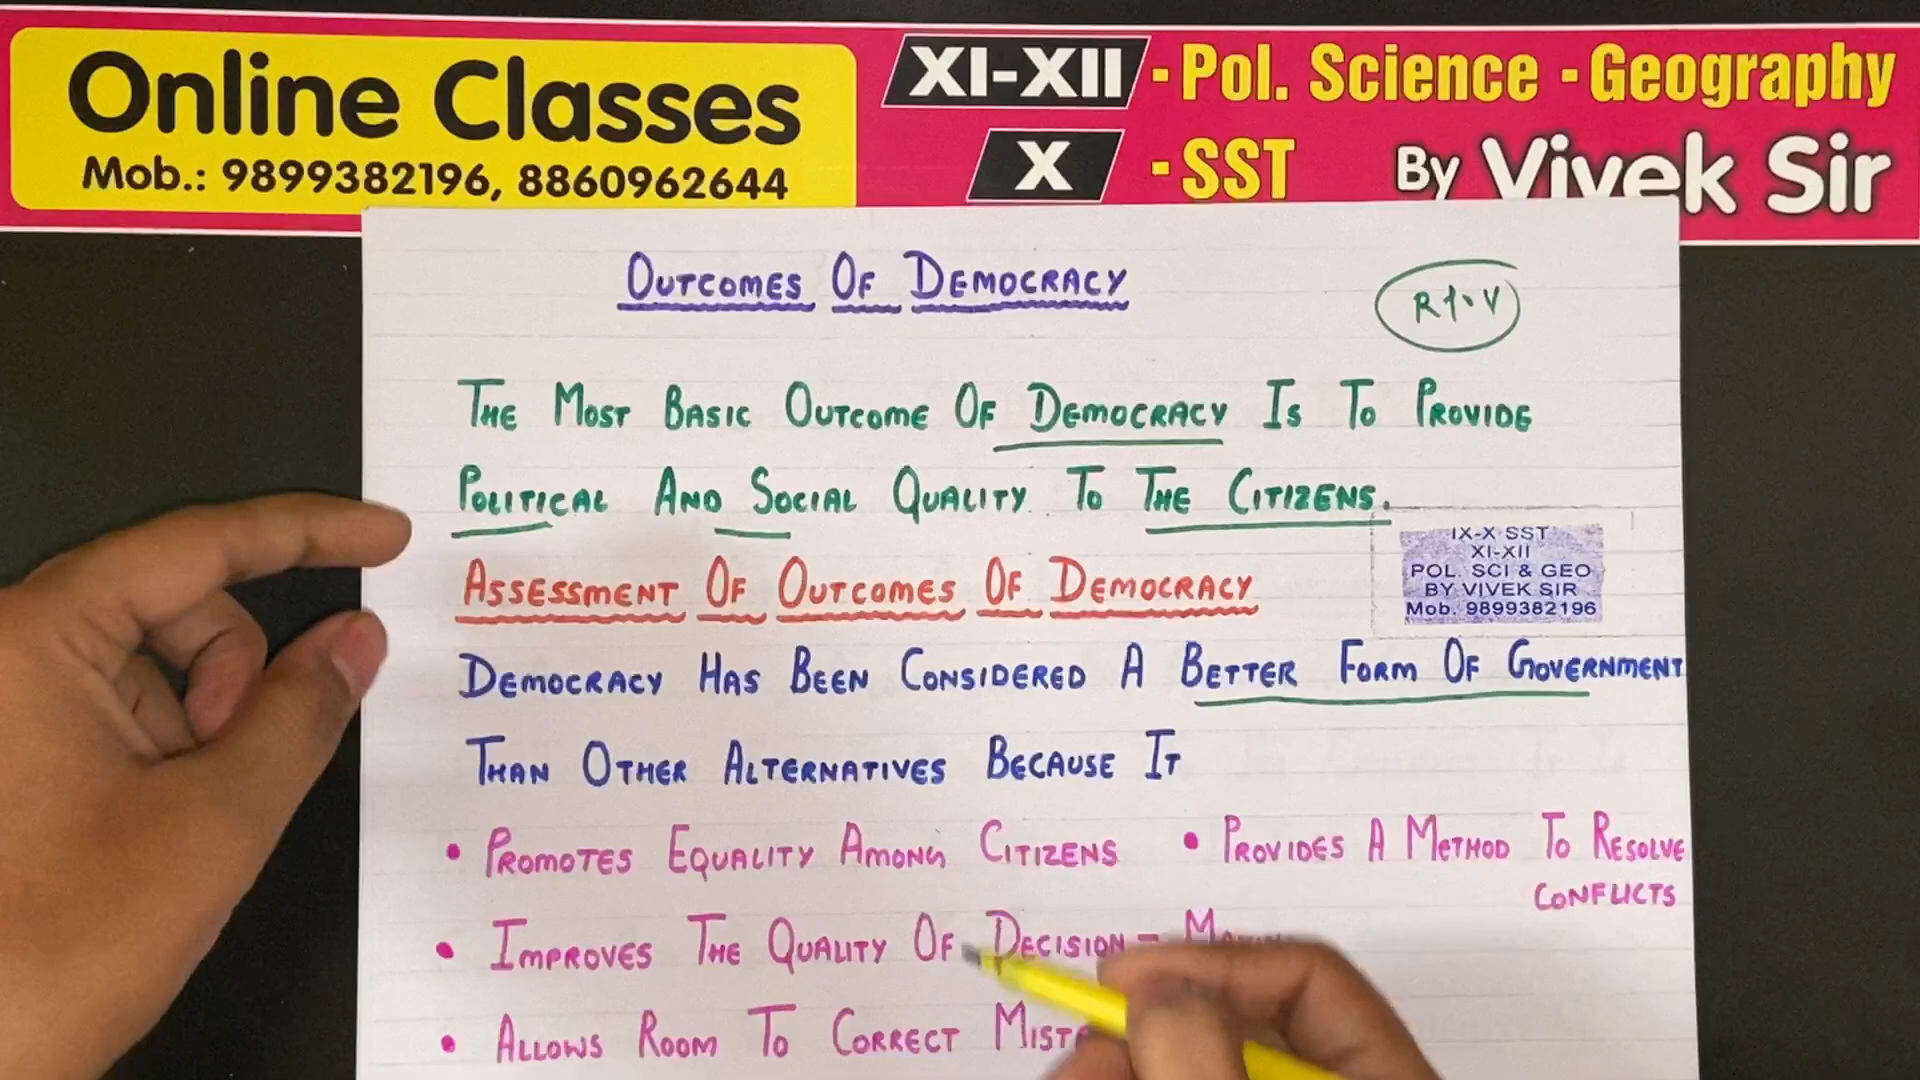 Online Classes
Mob.: 9899382196, 8860962644
XI-XII - Pol. Science - Geography
X - SST By Vivek Sir
OUTCOMES OF DEMOCRACY
THE MOST BASIC OUTCOME OF DEMOCRACY IS TO PROVIDE
POLITICAL AND SOCIAL QUALITY TO THE CITIZENS.
IX-X SST
XI-XII
POL. SCI & GEO
BY VIVEK SIR
Mob. 9899382196
ASSESSMENT OF OUTCOMES OF DEMOCRACY
DEMOCRACY HAS BEEN CONSIDERED A BETTER FORM OF GOVERNMENT
THAN OTHER ALTERNATIVES BECAUSE IT
• PROMOTES EQUALITY AMONG CITIZENS • PROVIDES A METHOD TO RESOLVE
CONFLICTS
• IMPROVES THE QUALITY OF DECISION -
• ALLOWS ROOM TO CORRECT